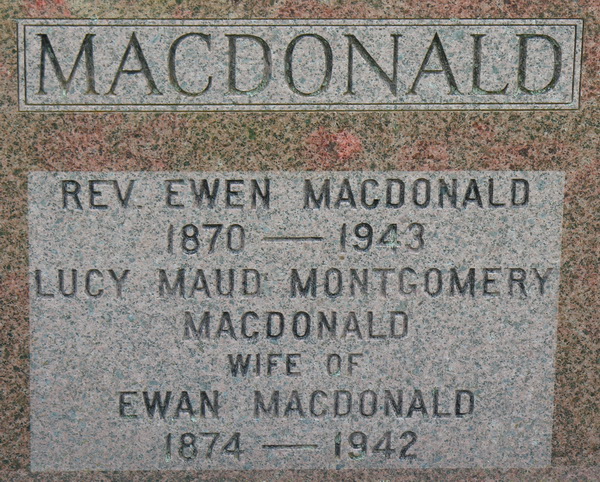 MACDONALD
REV. EWEN MACDONALD
1870 — 1943
LUCY MAUD MONTGOMERY
MACDONALD
WIFE OF
EWAN MACDONALD
1874 — 1942